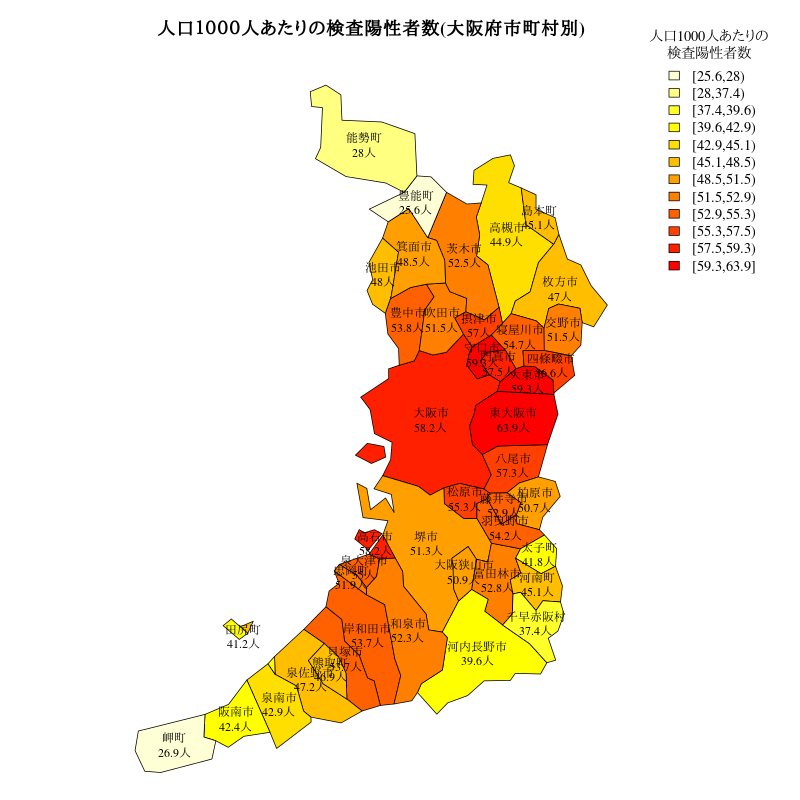 人口1000人あたりの検査陽性者数(大阪府市町村別)
人口1000人あたりの
検査陽性者数
[25.6,28)
[28,37.4)
[37.4,39.6)
[39.6,42.9)
[42.9,45.1)
[45.1,48.5)
[48.5,51.5)
[51.5,52.9)
[52.9,55.3)
[55.3,57.5)
[57.5,59.3)
[59.3,63.9]
能勢町
28人
豊能町
25.6人
島本町
45.1人
高槻市
44.9人
箕面市
48.5人
茨木市
52.5人
池田市
48人
枚方市
47人
豊中市
53.8人
吹田市
51.5人
摂津市
57人
寝屋川市
54.7人
交野市
51.5人
守口市
59.3人
門真市
57.5人
四條畷市
56.6人
大東市
59.3人
大阪市
58.2人
東大阪市
63.9人
八尾市
57.3人
松原市
55.3人
藤井寺市
52.9人
柏原市
50.7人
羽曳野市
54.2人
高石市
58.2人
堺市
51.3人
太子町
41.8人
泉大津市
忠岡町
51.9人
大阪狭山市
50.9人
富田林市
52.8人
河南町
45.1人
千早赤阪村
37.4人
田尻町
41.2人
岸和田市
53.7人
和泉市
52.3人
貝塚市
河内長野市
39.6人
熊取町
46.9人
泉佐野市
47.2人
泉南市
42.9人
阪南市
42.4人
岬町
26.9人